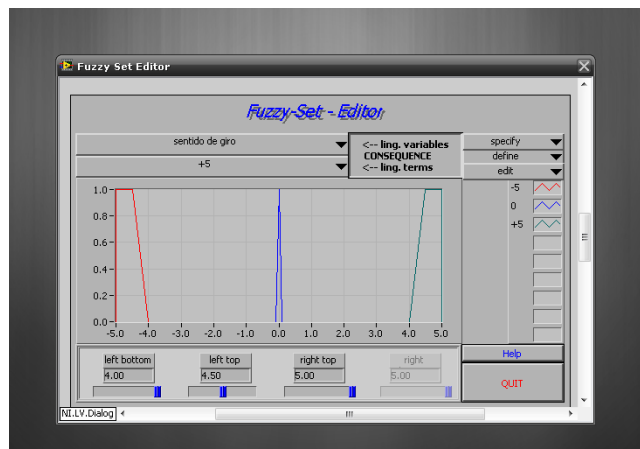 Fuzzy Set Editor
Fuzzy-Set - Editor
sentido de giro
+5
<-- ling. variables
CONSEQUENCE
<-- ling. terms
specify
define
edit
-5
0
+5
1.0
0.8
0.6
0.4
0.2
0.0
-5.0 -4.0 -3.0 -2.0 -1.0 0.0 1.0 2.0 3.0 4.0 5.0
left bottom left top right top right
4.00 4.50 5.00 5.00
Help
QUIT
NI.LV.Dialog